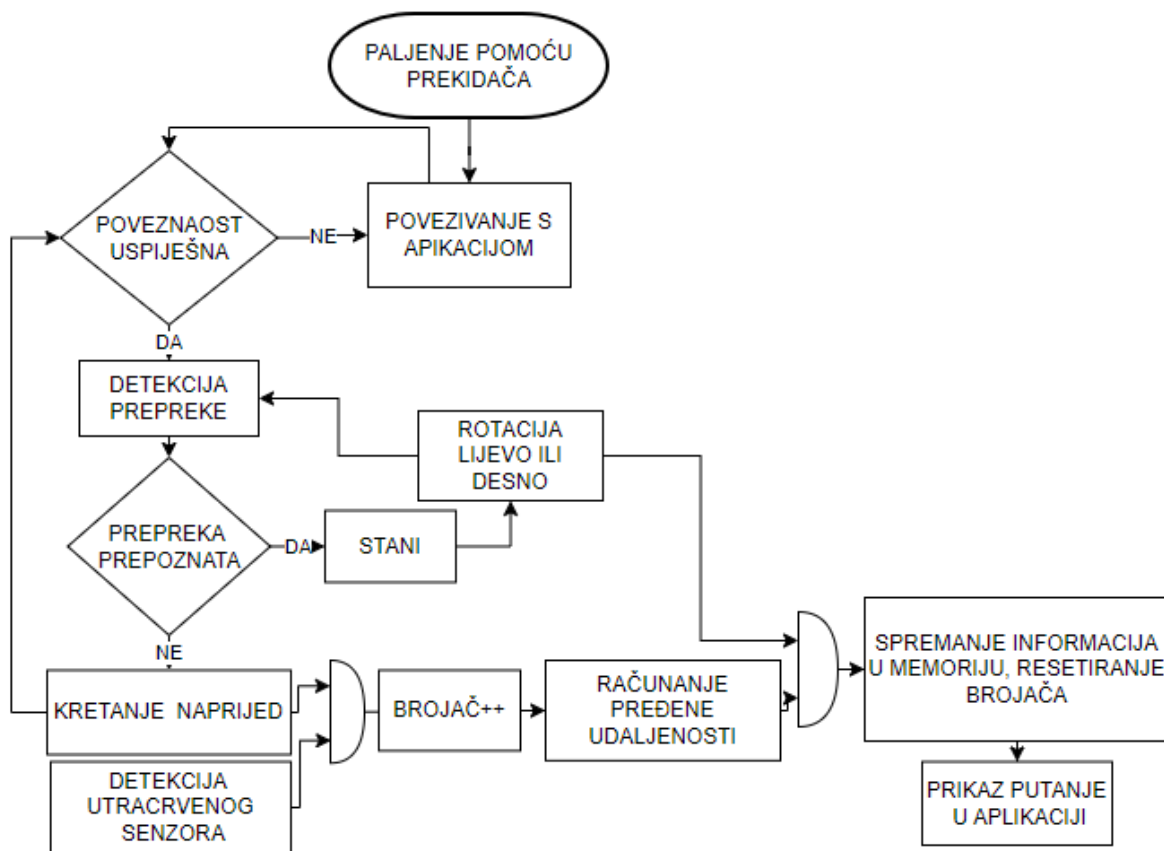 PALJENJE POMOĆU
PREKIDAČA
POVEZNAOST
USPIJEŠNA
NE
POVEZIVANJE S
APIKACIJOM
DA
DETEKCIJA
PREPREKE
ROTACIJA
LIJEVO ILI
DESNO
PREPREKA
PREPOZNATA
DA
STANI
NE
KRETANJE NAPRIJED
BROJAČ++
RAČUNANJE
PREĐENE
UDALJENOSTI
SPREMANJE INFORMACIJA
U MEMORIJU, RESETIRANJE
BROJAČA
DETEKCIJA
UTRACRVENOG
SENZORA
PRIKAZ PUTANJE
U APLIKACIJI